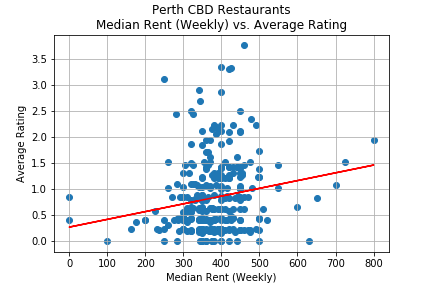 Perth CBD Restaurants
Median Rent (Weekly) vs. Average Rating
Average Rating
3.5
3.0
2.5
2.0
1.5
1.0
0.5
0.0
0 100 200 300 400 500 600 700 800
Median Rent (Weekly)